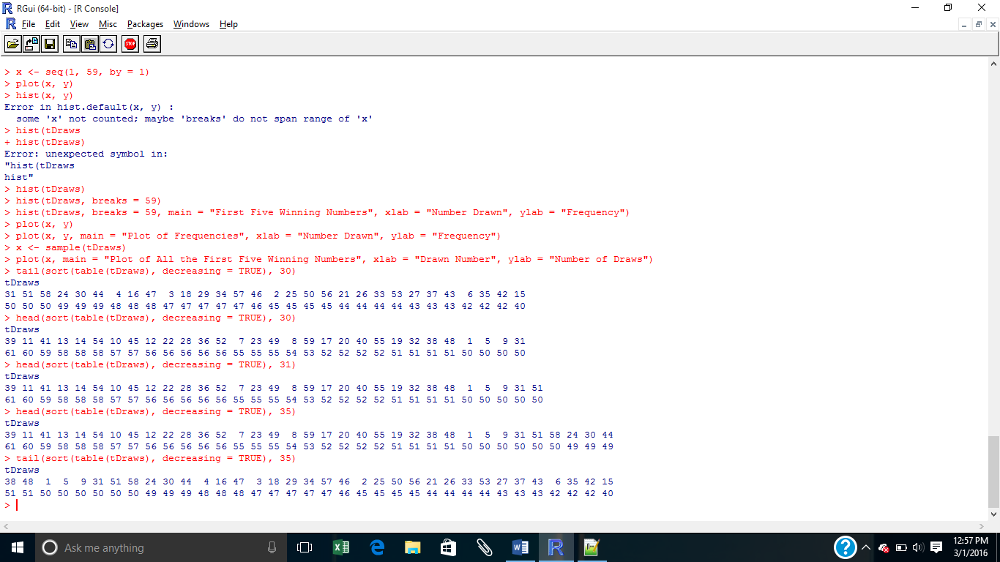 RGui (64-bit) - [R Console]
File Edit View Misc Packages Windows Help
STOP
> x <- seq(1, 59, by = 1)
> plot(x, y)
> hist(x, y)
Error in hist.default(x, y) :
  some 'x' not counted; maybe 'breaks' do not span range of 'x'
> hist(tDraws
+ hist(tDraws)
Error: unexpected symbol in:
"hist(tDraws
hist"
> hist(tDraws)
> hist(tDraws, breaks = 59)
> hist(tDraws, breaks = 59, main = "First Five Winning Numbers", xlab = "Number Drawn", ylab = "Frequency")
> plot(x, y)
> plot(x, y, main = "Plot of Frequencies", xlab = "Number Drawn", ylab = "Frequency")
> x <- sample(tDraws)
> plot(x, main = "Plot of All the First Five Winning Numbers", xlab = "Drawn Number", ylab = "Number of Draws")
> tail(sort(table(tDraws), decreasing = TRUE), 30)
tDraws
31 51 58 24 30 44  4 16 47  3 18 29 34 57 46  2 25 50 56 21 26 33 53 27 37 43  6 35 42 15
50 50 50 49 49 49 48 48 48 47 47 47 47 47 46 45 45 45 45 44 44 44 44 43 43 43 42 42 42 40
> head(sort(table(tDraws), decreasing = TRUE), 30)
tDraws
39 11 41 13 14 54 10 45 12 22 28 36 52  7 23 49  8 59 17 20 40 55 19 32 38 48  1  5  9 31
61 60 59 58 58 58 57 57 56 56 56 56 56 55 55 55 54 53 52 52 52 52 51 51 51 51 50 50 50 50
> head(sort(table(tDraws), decreasing = TRUE), 31)
tDraws
39 11 41 13 14 54 10 45 12 22 28 36 52  7 23 49  8 59 17 20 40 55 19 32 38 48  1  5  9 31 51
61 60 59 58 58 58 57 57 56 56 56 56 56 55 55 55 54 53 52 52 52 52 51 51 51 51 50 50 50 50 50
> head(sort(table(tDraws), decreasing = TRUE), 35)
tDraws
39 11 41 13 14 54 10 45 12 22 28 36 52  7 23 49  8 59 17 20 40 55 19 32 38 48  1  5  9 31 51 58 24 30 44
61 60 59 58 58 58 57 57 56 56 56 56 56 55 55 55 54 53 52 52 52 52 51 51 51 51 50 50 50 50 50 50 49 49 49
> tail(sort(table(tDraws), decreasing = TRUE), 35)
tDraws
38 48  1  5  9 31 51 58 24 30 44  4 16 47  3 18 29 34 57 46  2 25 50 56 21 26 33 53 27 37 43  6 35 42 15
51 51 50 50 50 50 50 50 49 49 49 48 48 48 47 47 47 47 47 46 45 45 45 45 44 44 44 44 43 43 43 42 42 42 40
>
Ask me anything
12:57 PM
3/1/2016